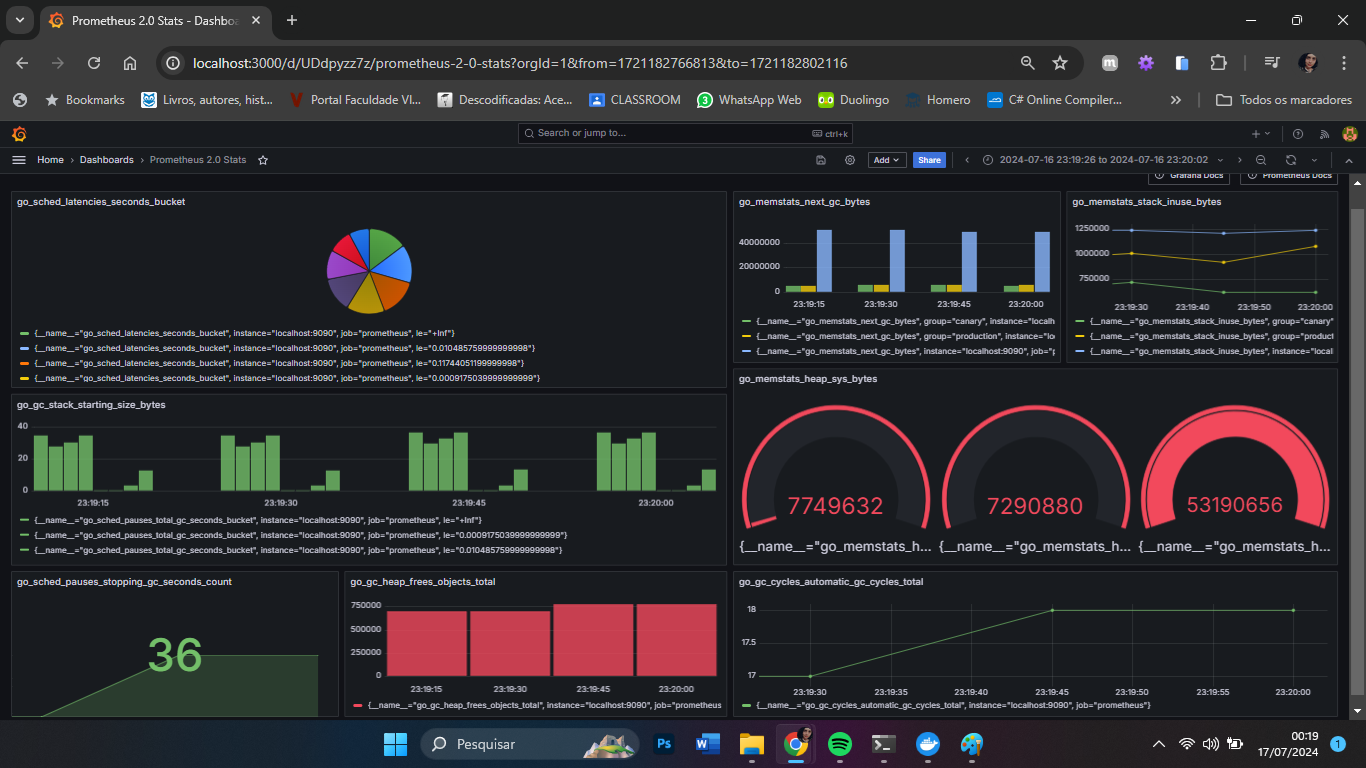 Prometheus 2.0 Stats - Dashbo
localhost:3000/d/UDdpyzz7z/prometheus-2-0-stats?orgId=1&from=1721182766813&to=1721182802116
Bookmarks Livros, autores, hist... Portal Faculdade VI... Descodificadas: Ace... CLASSROOM WhatsApp Web Duolingo Homero C# Online Compiler... Todos os marcadores
Search or jump to... ctrl+k
Home Dashboards Prometheus 2.0 Stats Add Share 2024-07-16 19:19:26 to 2024-07-16 23:20:02
Grafana Docs Prometheus Docs
go_sched_latencies_seconds_bucket
{__name__="go_sched_latencies_seconds_bucket", instance="localhost:9090", job="prometheus", le="+Inf"}
{__name__="go_sched_latencies_seconds_bucket", instance="localhost:9090", job="prometheus", le="0.010485759999999998"}
{__name__="go_sched_latencies_seconds_bucket", instance="localhost:9090", job="prometheus", le="0.11744051199999998"}
{__name__="go_sched_latencies_seconds_bucket", instance="localhost:9090", job="prometheus", le="0.0009175039999999999"}
go_memstats_next_gc_bytes
40000000
20000000
0
23:19:15 23:19:30 23:19:45 23:20:00
{__name__="go_memstats_next_gc_bytes", group="canary", instance="localh
{__name__="go_memstats_next_gc_bytes", group="production", instance="lo
{__name__="go_memstats_next_gc_bytes", instance="localhost:9090", job="p
go_memstats_stack_inuse_bytes
1250000
1000000
750000
23:19:30 23:19:40 23:19:50 23:20:00
{__name__="go_memstats_stack_inuse_bytes", group="canary"
{__name__="go_memstats_stack_inuse_bytes", group="product
{__name__="go_memstats_stack_inuse_bytes", instance="local
go_gc_stack_starting_size_bytes
40
20
0
23:19:15 23:19:30 23:19:45 23:20:00
{__name__="go_sched_pauses_total_gc_seconds_bucket", instance="localhost:9090", job="prometheus", le="+Inf"}
{__name__="go_sched_pauses_total_gc_seconds_bucket", instance="localhost:9090", job="prometheus", le="0.0009175039999999999"}
{__name__="go_sched_pauses_total_gc_seconds_bucket", instance="localhost:9090", job="prometheus", le="0.010485759999999998"}
go_memstats_heap_sys_bytes
7749632 7290880 53190656
{__name__="go_memstats_h... {__name__="go_memstats_h... {__name__="go_memstats_h...
go_sched_pauses_stopping_gc_seconds_count
36
go_gc_heap_frees_objects_total
750000
500000
250000
0
23:19:15 23:19:30 23:19:45 23:20:00
{__name__="go_gc_heap_frees_objects_total", instance="localhost:9090", job="prometheus
go_gc_cycles_automatic_gc_cycles_total
18
17.5
17
23:19:30 23:19:35 23:19:40 23:19:45 23:19:50 23:19:55 23:20:00
{__name__="go_gc_cycles_automatic_gc_cycles_total", instance="localhost:9090", job="prometheus"}
Pesquisar
Ps
00:19
17/07/2024
1